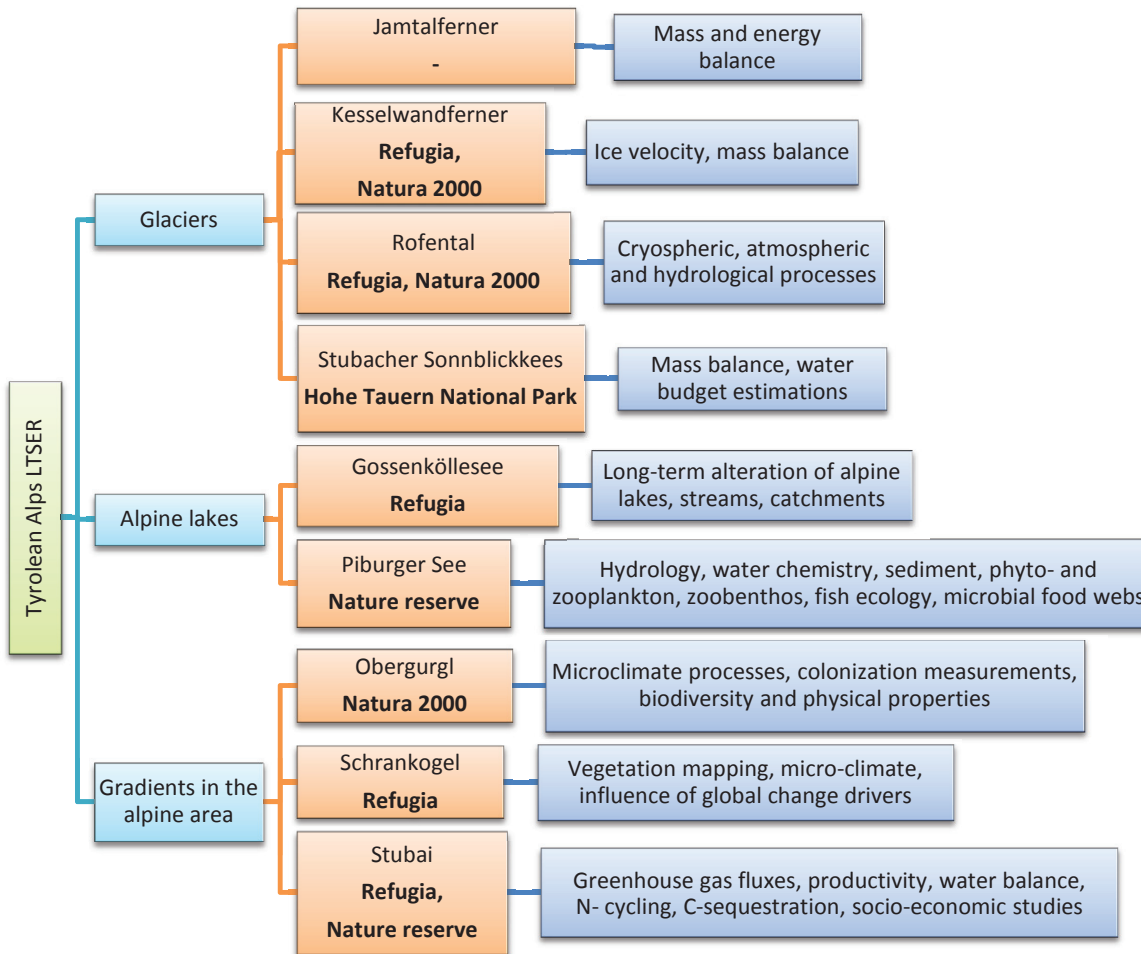 Tyrolean Alps LTSER
Glaciers
Jamtalferner
-
Mass and energy
balance
Kesselwandferner
Refugia,
Natura 2000
Ice velocity, mass balance
Rofental
Refugia, Natura 2000
Cryospheric, atmospheric
and hydrological processes
Stubacher Sonnblickkees
Hohe Tauern National Park
Mass balance, water
budget estimations
Alpine lakes
Gossenköllesee
Refugia
Long-term alteration of alpine
lakes, streams, catchments
Piburger See
Nature reserve
Hydrology, water chemistry, sediment, phyto- and
zooplankton, zoobenthos, fish ecology, microbial food webs
Gradients in the
alpine area
Obergurgl
Natura 2000
Microclimate processes, colonization measurements,
biodiversity and physical properties
Schrankogel
Refugia
Vegetation mapping, micro-climate,
influence of global change drivers
Stubai
Refugia,
Nature reserve
Greenhouse gas fluxes, productivity, water balance,
N- cycling, C-sequestration, socio-economic studies